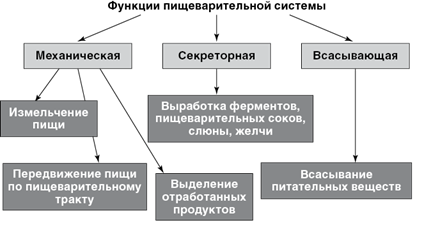 Функции пищеварительной системы
Механическая
Секреторная
Всасывающая
Измельчение
пищи
Выработка ферментов,
пищеварительных соков,
слюны, желчи
Передвижение пищи
по пищеварительному
тракту
Выделение
отработанных
продуктов
Всасывание
питательных веществ